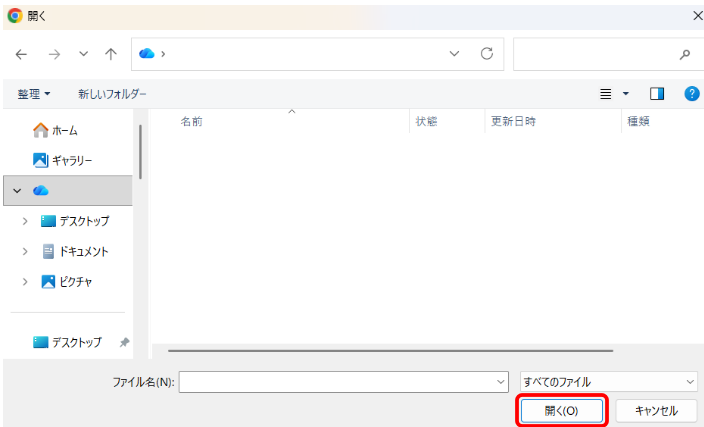 開く
整理 新しいフォルダー
名前 状態 更新日時 種類
ホーム
ギャラリー
デスクトップ
ドキュメント
ピクチャ
デスクトップ
ファイル名(N): すべてのファイル
開く(O) キャンセル